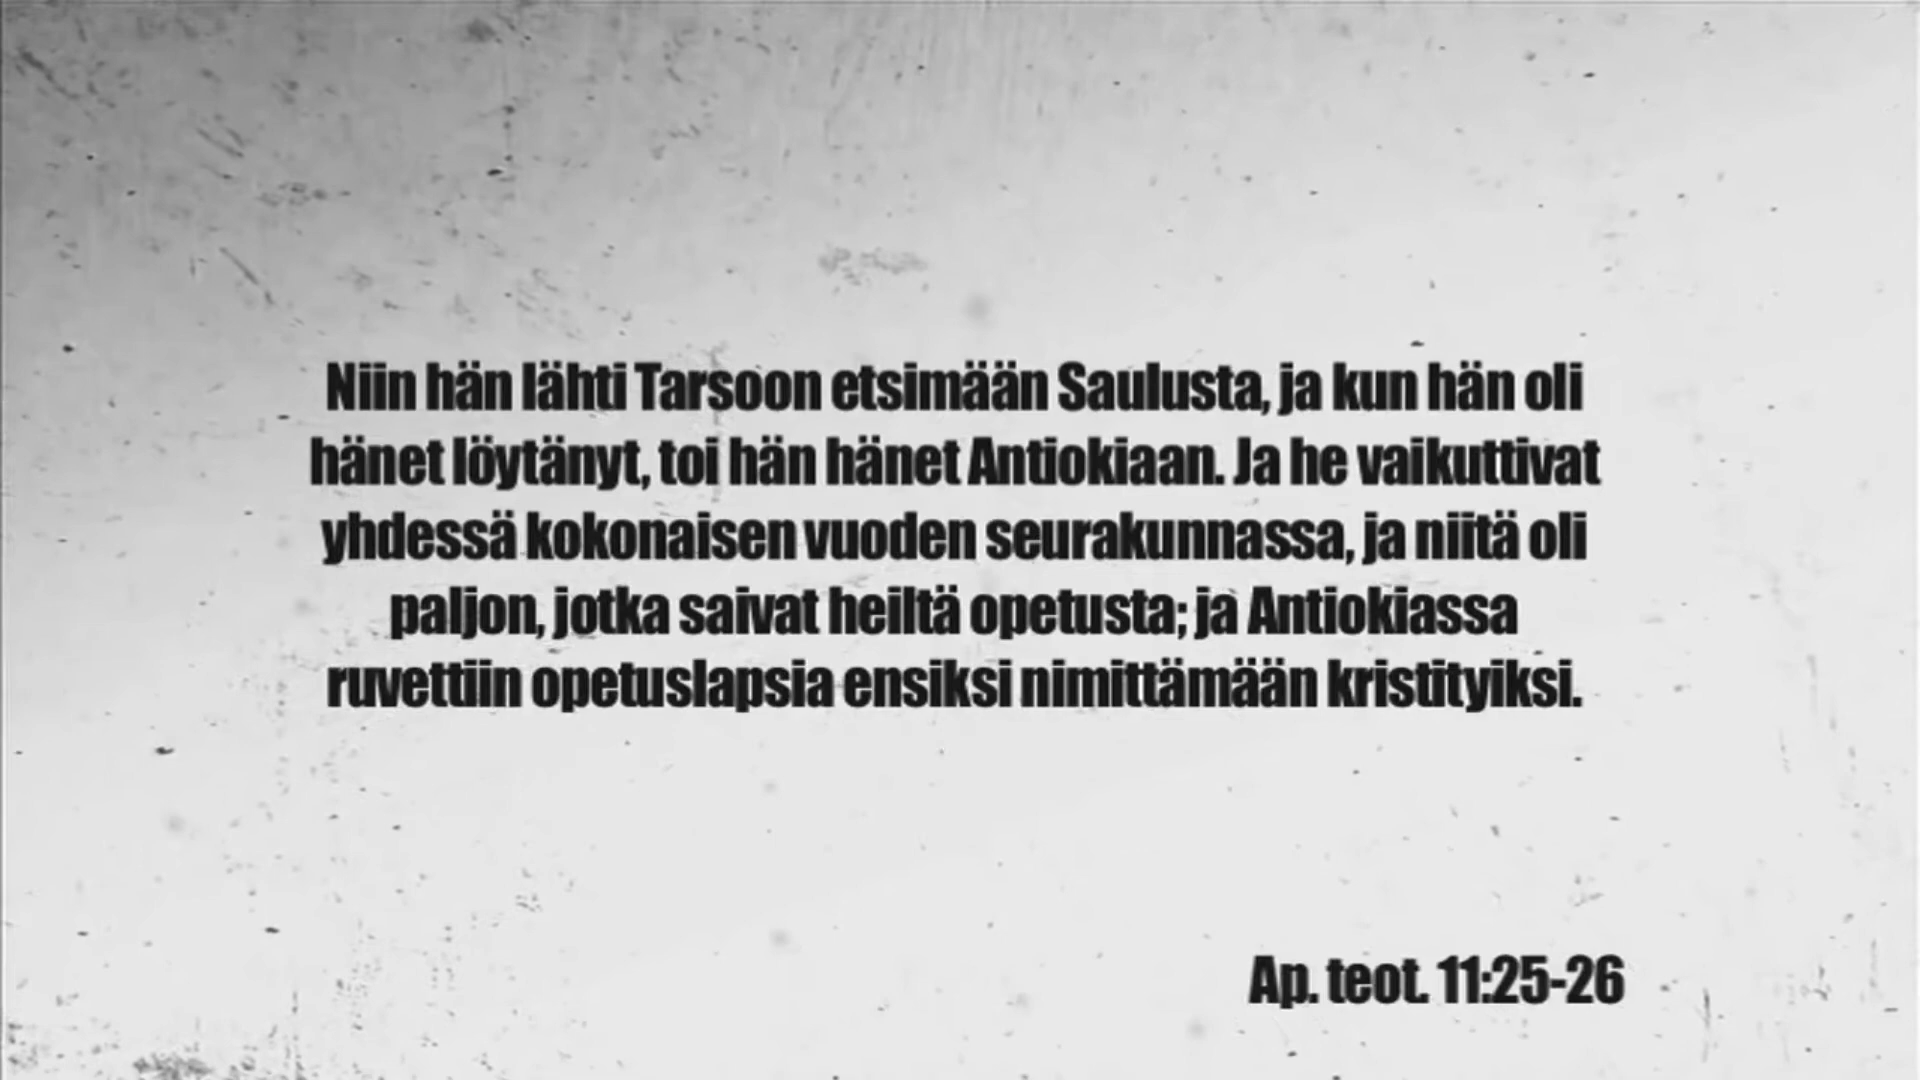 Niin hän lähti Tarsoon etsimään Saulusta, ja kun hän oli
hänet löytänyt, toi hän hänet Antiokiaan. Ja he vaikuttivat
yhdessä kokonaisen vuoden seurakunnassa, ja niitä oli
paljon, jotka saivat heiltä opetusta; ja Antiokiassa
ruvettiin opetuslapsia ensiksi nimittämään kristityiksi.
Ap. teot. 11:25-26